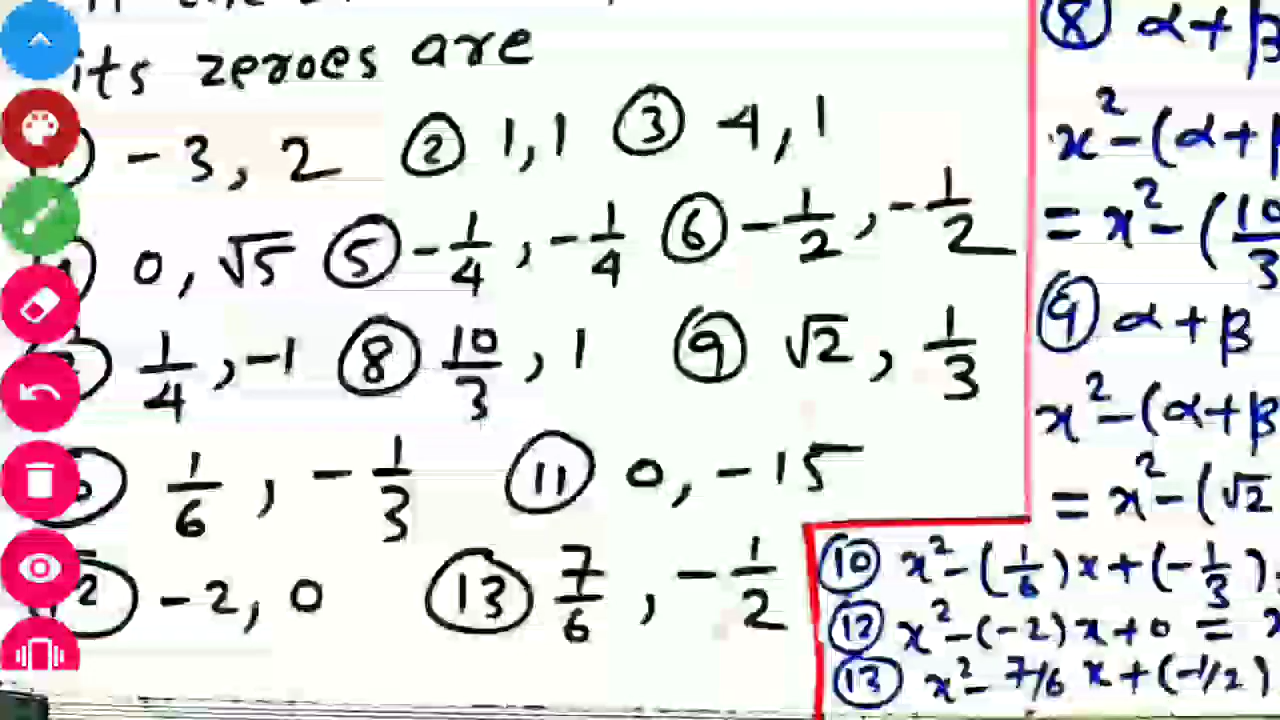 its zeroes are
-3, 2 ② 1,1 ③ 4,1
0, √5 ⑤ -1/4, -1/4 ⑥ -1/2, -1/2
1/4, -1 ⑧ 10/3, 1 ⑨ √2, 1/3
1/6, -1/3 ⑪ 0, -15
⑫ -2, 0 ⑬ 7/6, -1/2
⑧ α+β
x²-(α+β
= x²-(10/3
⑨ α+β
x²-(α+β
= x²-(√2
⑩ x²-(1/6)x+(-1/3)
⑫ x²-(-2)x+0 =
⑬ x²- 7/6 x+(-1/2)